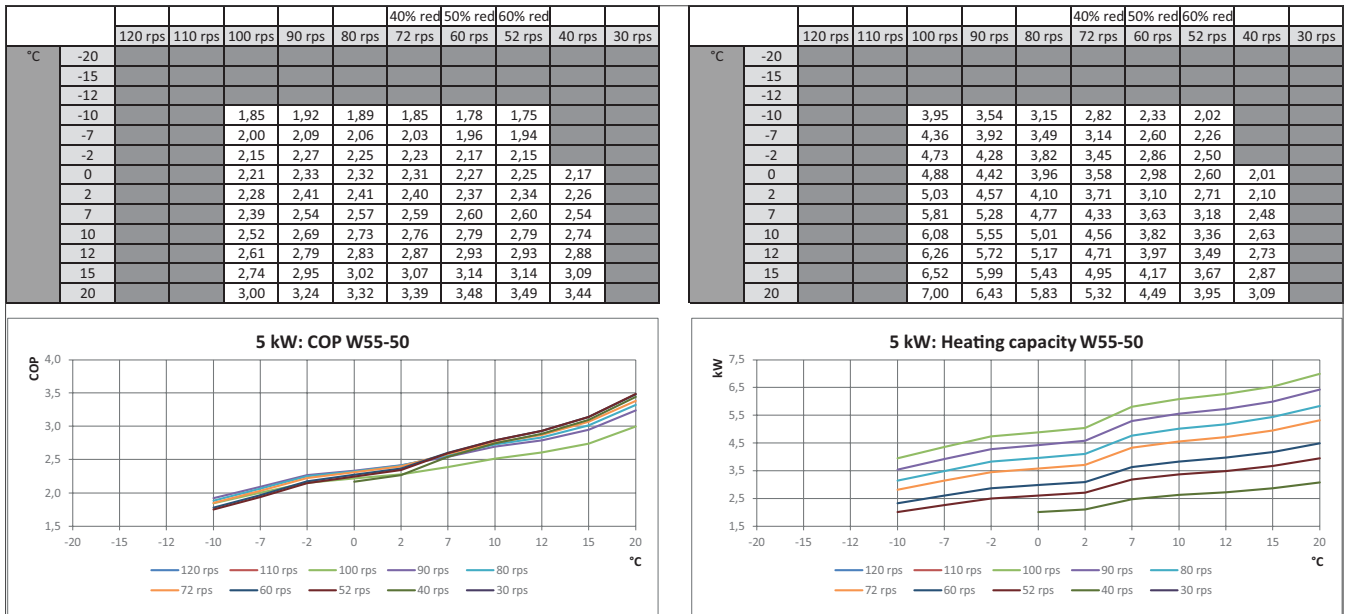 40% red 50% red 60% red
120 rps 110 rps 100 rps 90 rps 80 rps 72 rps 60 rps 52 rps 40 rps 30 rps
°C -20
-15
-12
-10 1,85 1,92 1,89 1,85 1,78 1,75
-7 2,00 2,09 2,06 2,03 1,96 1,94
-2 2,15 2,27 2,25 2,23 2,17 2,15
0 2,21 2,33 2,32 2,31 2,27 2,25 2,17
2 2,28 2,41 2,41 2,40 2,37 2,34 2,26
7 2,39 2,54 2,57 2,59 2,60 2,60 2,54
10 2,52 2,69 2,73 2,76 2,79 2,79 2,74
12 2,61 2,79 2,83 2,87 2,93 2,93 2,88
15 2,74 2,95 3,02 3,07 3,14 3,14 3,09
20 3,00 3,24 3,32 3,39 3,48 3,49 3,44
40% red 50% red 60% red
120 rps 110 rps 100 rps 90 rps 80 rps 72 rps 60 rps 52 rps 40 rps 30 rps
°C -20
-15
-12
-10 3,95 3,54 3,15 2,82 2,33 2,02
-7 4,36 3,92 3,49 3,14 2,60 2,26
-2 4,73 4,28 3,82 3,45 2,86 2,50
0 4,88 4,42 3,96 3,58 2,98 2,60 2,01
2 5,03 4,57 4,10 3,71 3,10 2,71 2,10
7 5,81 5,28 4,77 4,33 3,63 3,18 2,48
10 6,08 5,55 5,01 4,56 3,82 3,36 2,63
12 6,26 5,72 5,17 4,71 3,97 3,49 2,73
15 6,52 5,99 5,43 4,95 4,17 3,67 2,87
20 7,00 6,43 5,83 5,32 4,49 3,95 3,09
5 kW: COP W55-50
COP
4,0
3,5
3,0
2,5
2,0
1,5
-20 -15 -12 -10 -7 -2 0 2 7 10 12 15 20
°C
120 rps 110 rps 100 rps 90 rps 80 rps
72 rps 60 rps 52 rps 40 rps 30 rps
5 kW: Heating capacity W55-50
kW
7,5
6,5
5,5
4,5
3,5
2,5
1,5
-20 -15 -12 -10 -7 -2 0 2 7 10 12 15 20
°C
120 rps 110 rps 100 rps 90 rps 80 rps
72 rps 60 rps 52 rps 40 rps 30 rps